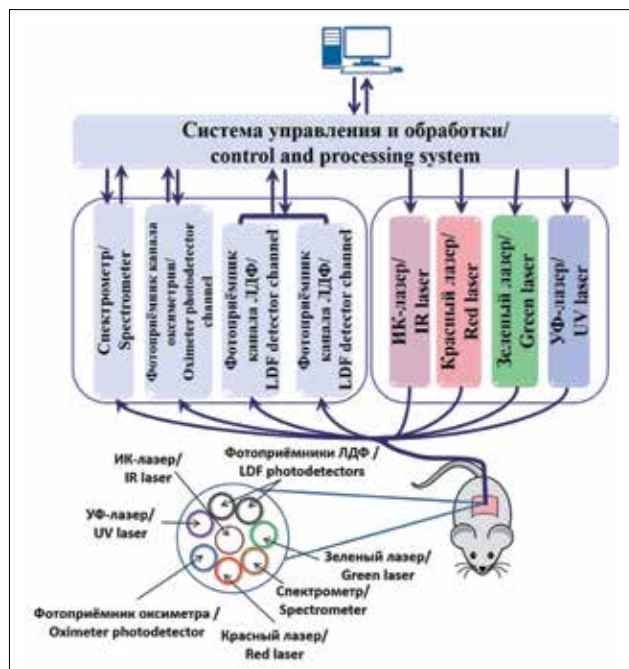 Система управления и обработки/
control and processing system
Спектрометр/
Spectrometer
Фотоприёмник канала
оксиметрии/
Oximeter photodetector
channel
Фотоприёмник
канала ЛДФ/
LDF detector channel
Фотоприёмник
канала ЛДФ/
LDF detector channel
ИК-лазер/
IR laser
Красный лазер/
Red laser
Зеленый лазер/
Green laser
УФ-лазер/
UV laser
ИК-лазер/
IR laser
Фотоприёмники ЛДФ /
LDF photodetectors
УФ-лазер/
UV laser
Зеленый лазер/
Green laser
Спектрометр/
Spectrometer
Фотоприёмник оксиметра /
Oximeter photodetector
Красный лазер/
Red laser